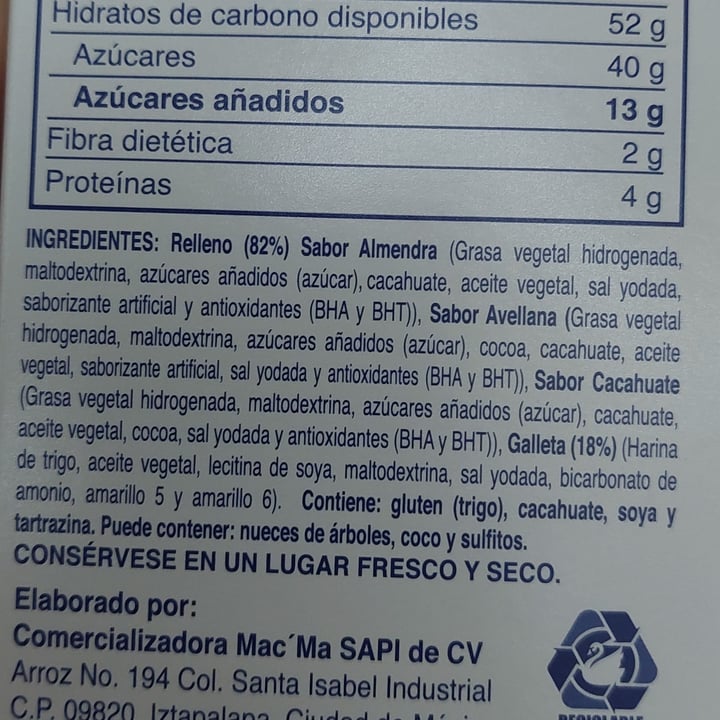 Hidratos de carbono disponibles 52 g
Azúcares 40 g
Azúcares añadidos 13 g
Fibra dietética 2 g
Proteínas 4 g
INGREDIENTES: Relleno (82%) Sabor Almendra (Grasa vegetal hidrogenada,
maltodextrina, azúcares añadidos (azúcar), cacahuate, aceite vegetal, sal yodada,
saborizante artificial y antioxidantes (BHA y BHT)), Sabor Avellana (Grasa vegetal
hidrogenada, maltodextrina, azúcares añadidos (azúcar), cocoa, cacahuate, aceite
vegetal, saborizante artificial, sal yodada y antioxidantes (BHA y BHT)), Sabor Cacahuate
(Grasa vegetal hidrogenada, maltodextrina, azúcares añadidos (azúcar), cacahuate,
aceite vegetal, cocoa, sal yodada y antioxidantes (BHA y BHT)), Galleta (18%) (Harina
de trigo, aceite vegetal, lecitina de soya, maltodextrina, sal yodada, bicarbonato de
amonio, amarillo 5 y amarillo 6). Contiene: gluten (trigo), cacahuate, soya y
tartrazina. Puede contener: nueces de árboles, coco y sulfitos.
CONSÉRVESE EN UN LUGAR FRESCO Y SECO.
Elaborado por:
Comercializadora Mac´Ma SAPI de CV
Arroz No. 194 Col. Santa Isabel Industrial
C.P. 09820, Iztapalapa, Ciudad de
RECICLABLE